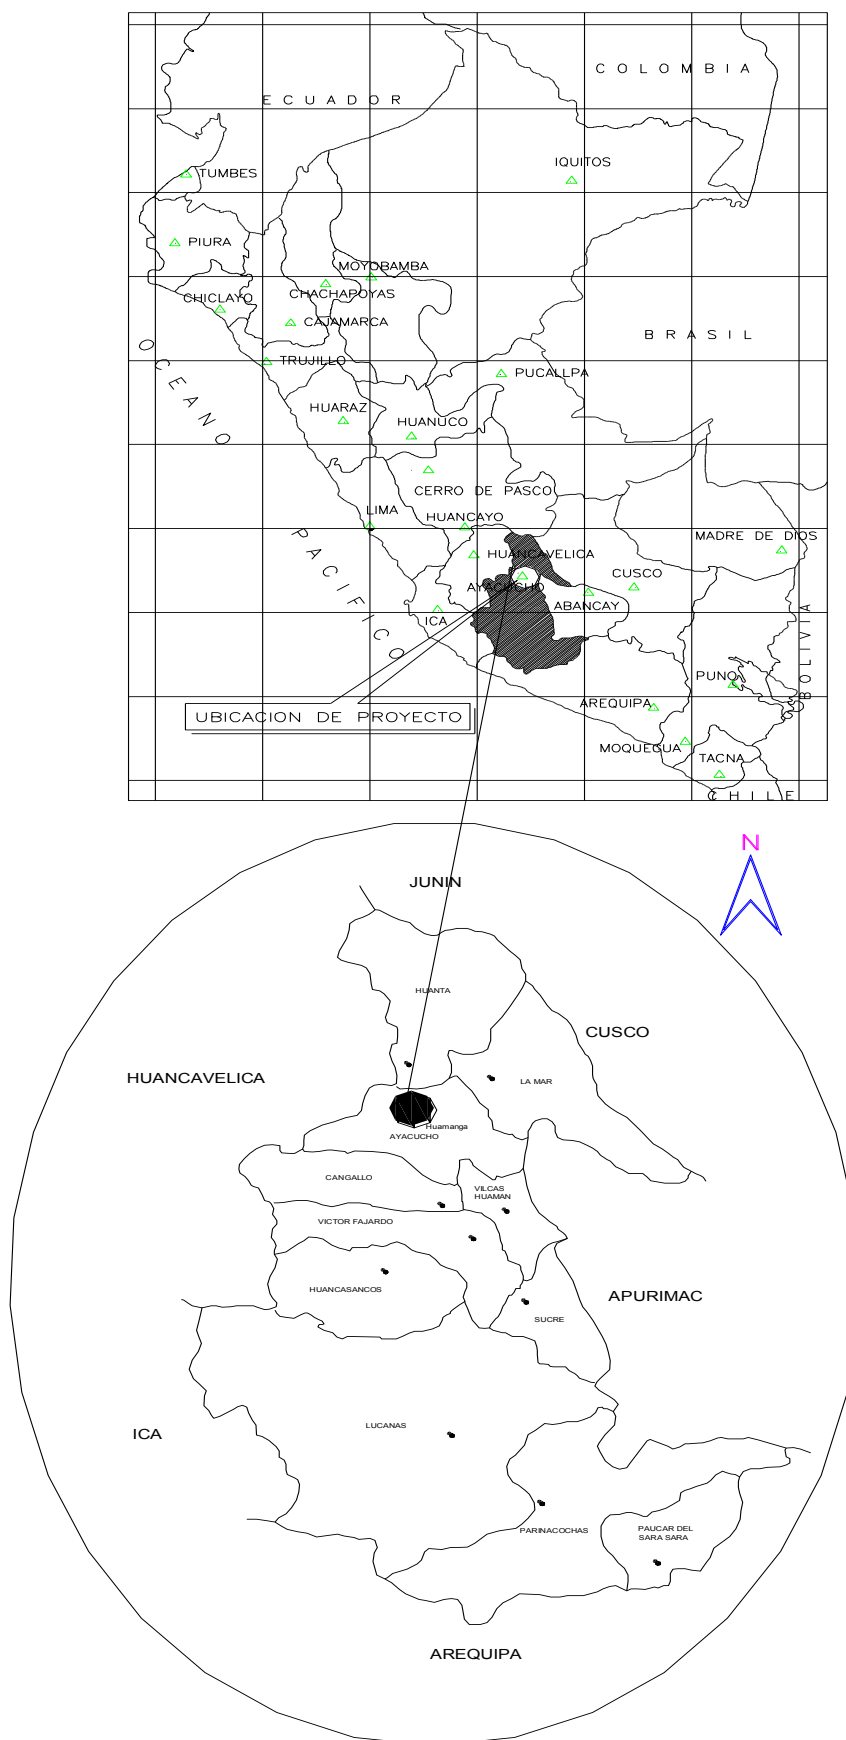 COLOMBIA
ECUADOR
IQUITOS
TUMBES
PIURA
MOYOBAMBA
CHACHAPOYAS
CHICLAYO
CAJAMARCA
BRASIL
OCEANO
TRUJILLO
PUCALLPA
HUARAZ
HUANUCO
CERRO DE PASCO
LIMA
HUANCAYO
PACIFICO
MADRE DE DIOS
HUANCAVELICA
CUSCO
AYACUCHO
ABANCAY
ICA
BOLIVIA
PUNO
AREQUIPA
UBICACION DE PROYECTO
MOQUEGUA
TACNA
CHILE
N
JUNIN
HUANTA
CUSCO
HUANCAVELICA
LA MAR
Huamanga
AYACUCHO
CANGALLO
VILCAS
HUAMAN
VICTOR FAJARDO
HUANCASANCOS
APURIMAC
SUCRE
LUCANAS
ICA
PARINACOCHAS
PAUCAR DEL
SARA SARA
AREQUIPA